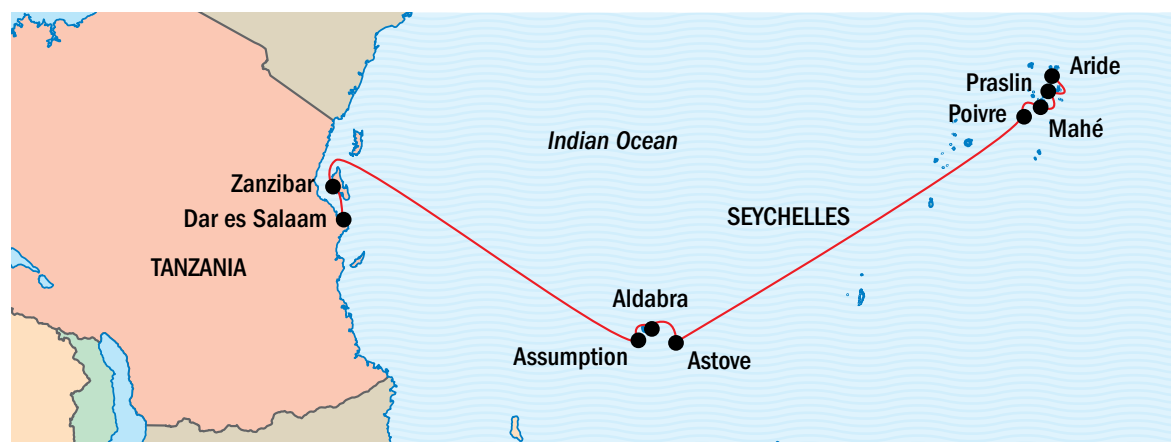 Aride
Praslin
Poivre
Mahé
Indian Ocean
Zanzibar
Dar es Salaam
SEYCHELLES
TANZANIA
Aldabra
Assumption
Astove